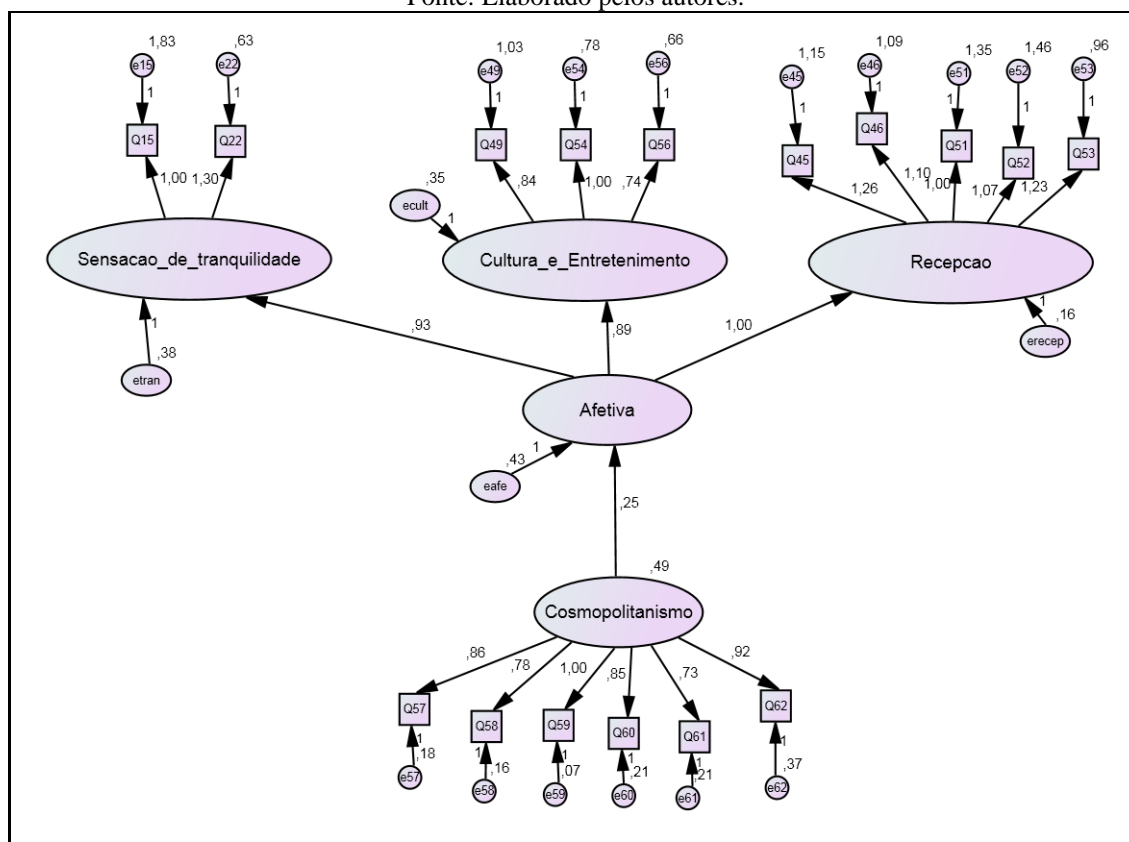 Fonte: Elaborado pelos autores.
1,83 ,63 1,03 ,78 ,66 1,15 1,09 1,35 1,46 ,96
e15 e22 e49 e54 e56 e45 e46 e51 e52 e53
1 1 1 1 1 1 1 1 1 1
Q15 Q22 Q49 Q54 Q56 Q45 Q46 Q51 Q52 Q53
1,00 1,30 ,84 1,00 ,74 1,26 1,10 1,00 1,07 1,23
,35
ecult
1
Sensacao_de_tranquilidade Cultura_e_Entretenimento Recepcao
1 ,38
etran
,93 ,89 1,00
1 ,16
erecep
Afetiva
,43 1
eafe
,25
,49
Cosmopolitanismo
,86 ,78 1,00 ,85 ,73 ,92
Q57 Q58 Q59 Q60 Q61 Q62
1 1 1 1 1 1
,18 ,16 ,07 ,21 ,21 ,37
e57 e58 e59 e60 e61 e62